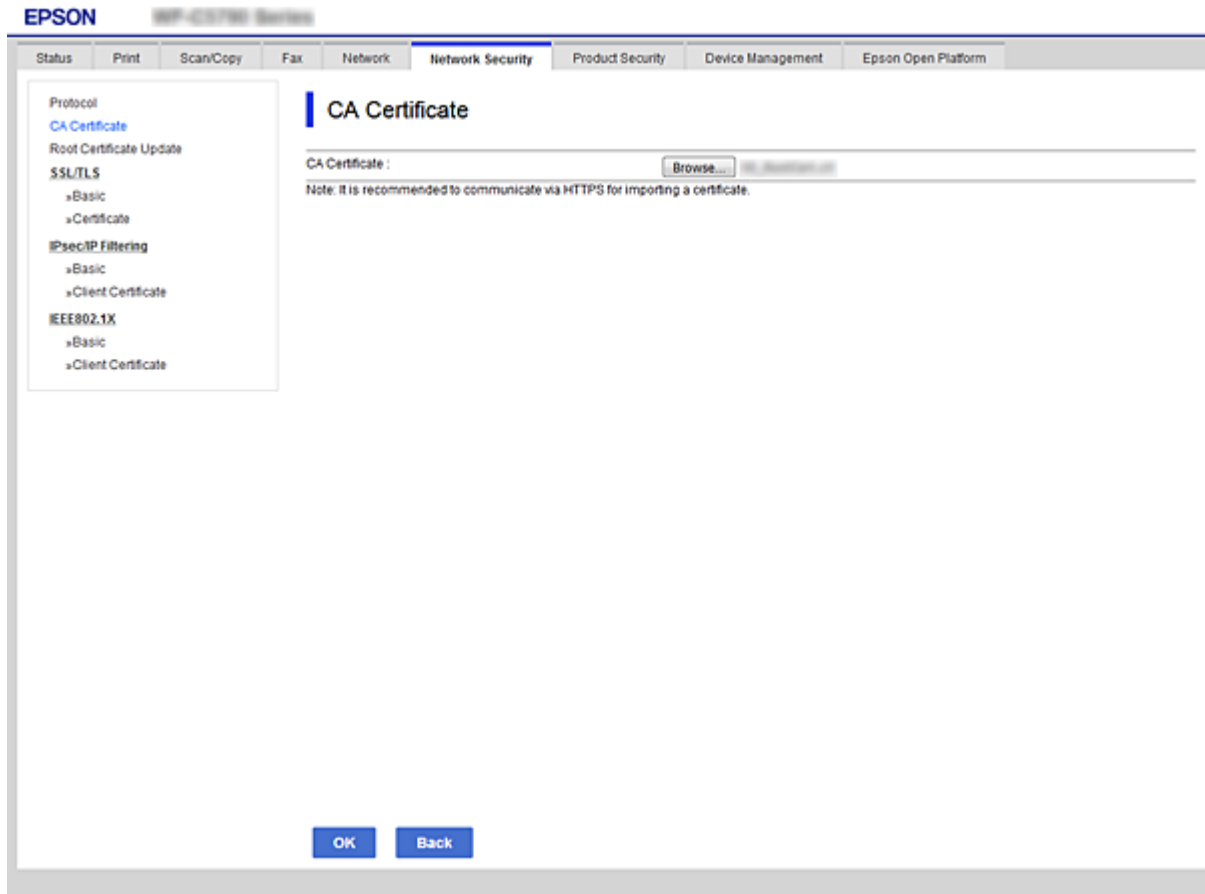 EPSON
Status Print Scan/Copy Fax Network Network Security Product Security Device Management Epson Open Platform
Protocol
CA Certificate
Root Certificate Update
SSL/TLS
»Basic
»Certificate
IPsec/IP Filtering
»Basic
»Client Certificate
IEEE802.1X
»Basic
»Client Certificate
CA Certificate
CA Certificate :
Browse...
Note: It is recommended to communicate via HTTPS for importing a certificate.
OK Back